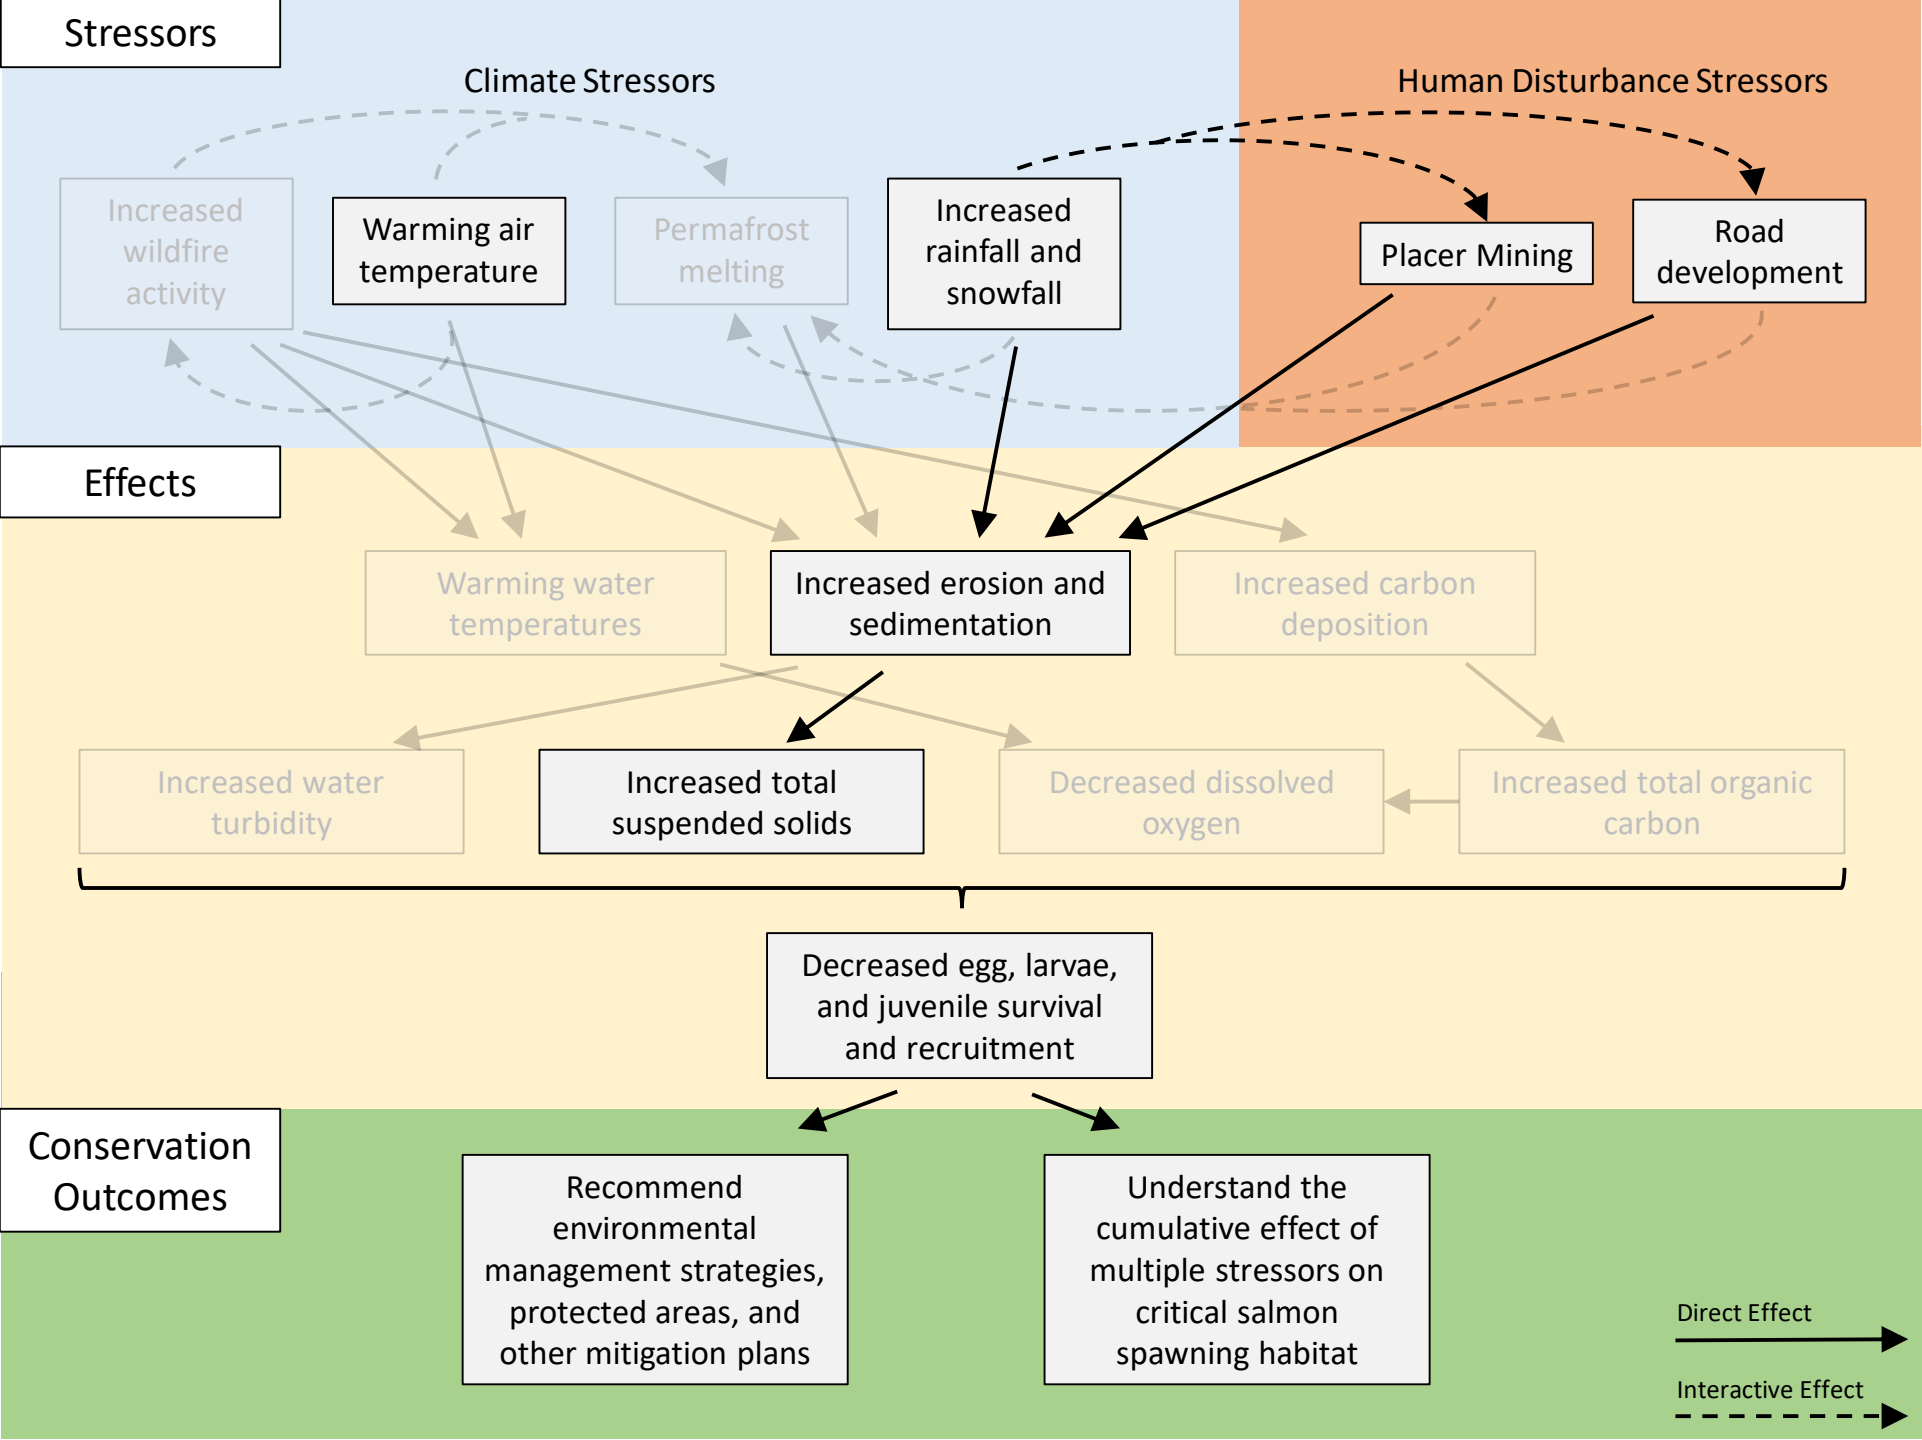 Stressors
Climate Stressors
Human Disturbance Stressors
Increased
wildfire
activity
Warming air
temperature
Permafrost
melting
Increased
rainfall and
snowfall
Placer Mining
Road
development
Effects
Warming water
temperatures
Increased erosion and
sedimentation
Increased carbon
deposition
Increased water
turbidity
Increased total
suspended solids
Decreased dissolved
oxygen
Increased total organic
carbon
Decreased egg, larvae,
and juvenile survival
and recruitment
Conservation
Outcomes
Recommend
environmental
management strategies,
protected areas, and
other mitigation plans
Understand the
cumulative effect of
multiple stressors on
critical salmon
spawning habitat
Direct Effect
Interactive Effect